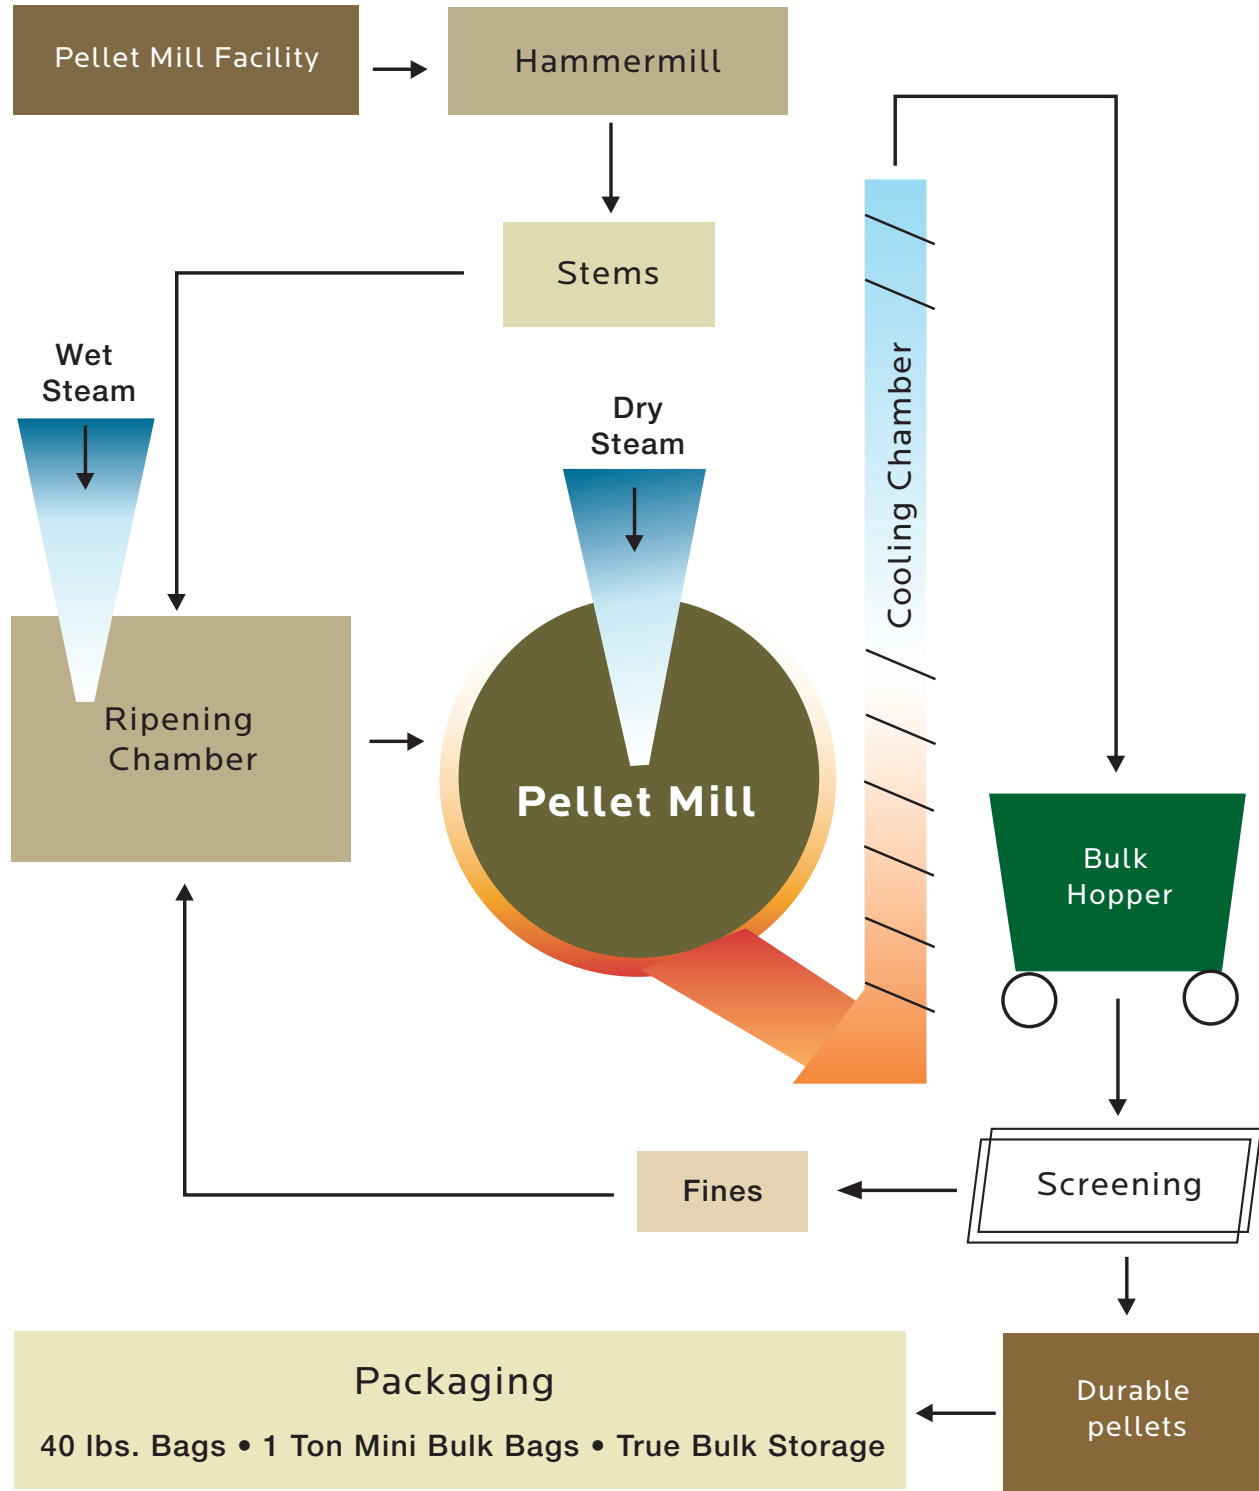 Pellet Mill Facility
Hammermill
Stems
Wet
Steam
Dry
Steam
Cooling Chamber
Ripening
Chamber
Pellet Mill
Bulk
Hopper
Screening
Fines
Durable
pellets
Packaging
40 lbs. Bags • 1 Ton Mini Bulk Bags • True Bulk Storage